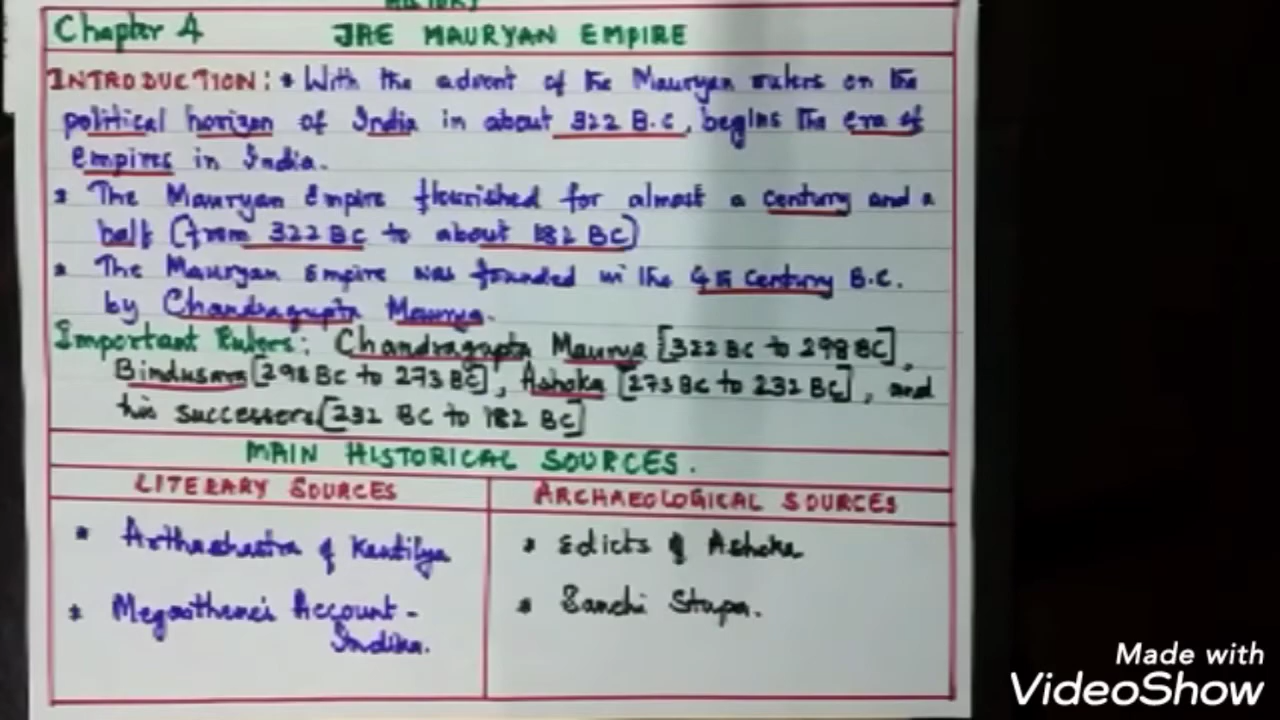 HISTORY
Chapter 4 THE MAURYAN EMPIRE
INTRODUCTION: * With the advent of the Mauryan rulers on the
political horizon of India in about 322 B.C, begins the era of
empires in India.
* The Mauryan Empire flourished for almost a century and a
half (from 322 BC to about 182 BC)
* The Mauryan Empire was founded in the 4th century B.C.
by Chandragupta Maurya.
Important Rulers: Chandragupta Maurya [322 BC to 298 BC],
Bindusara [298 BC to 273 BC], Ashoka [273 BC to 232 BC], and
his successers [232 BC to 182 BC]
MAIN HISTORICAL SOURCES.
LITERARY SOURCES
* Arthashastra of Kautilya
* Megasthene's Account -
Indika.
ARCHAEOLOGICAL SOURCES
* Edicts of Ashoka
* Sanchi Stupa.
Made with
VideoShow